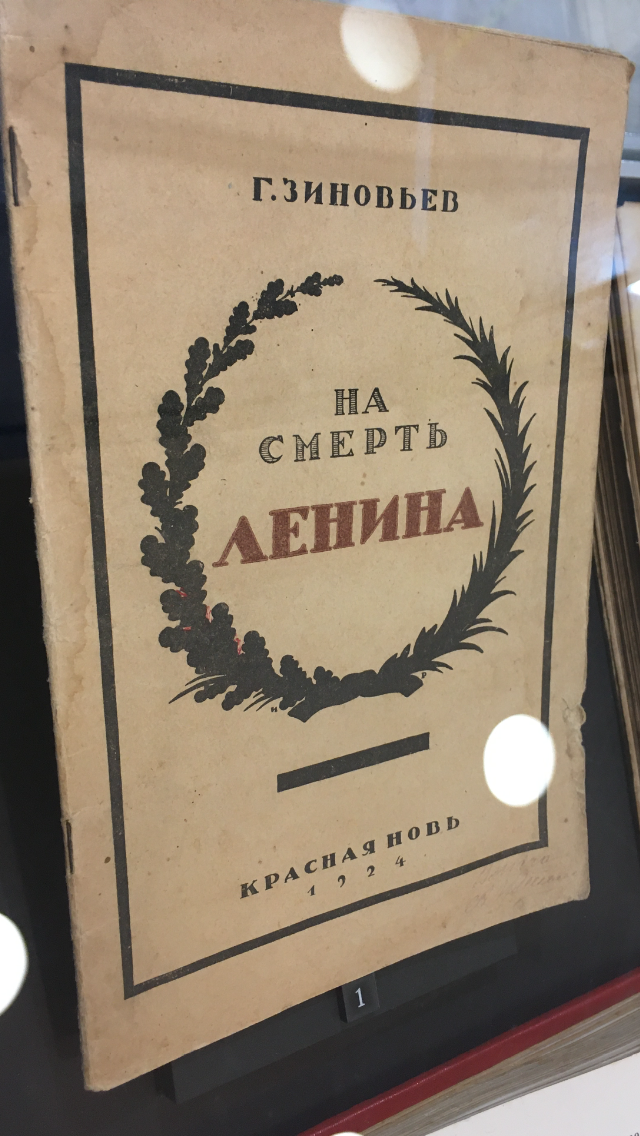 Г. ЗИНОВЬЕВ
НА
СМЕРТЬ
ЛЕНИНА
КРАСНАЯ НОВЬ
1924
1